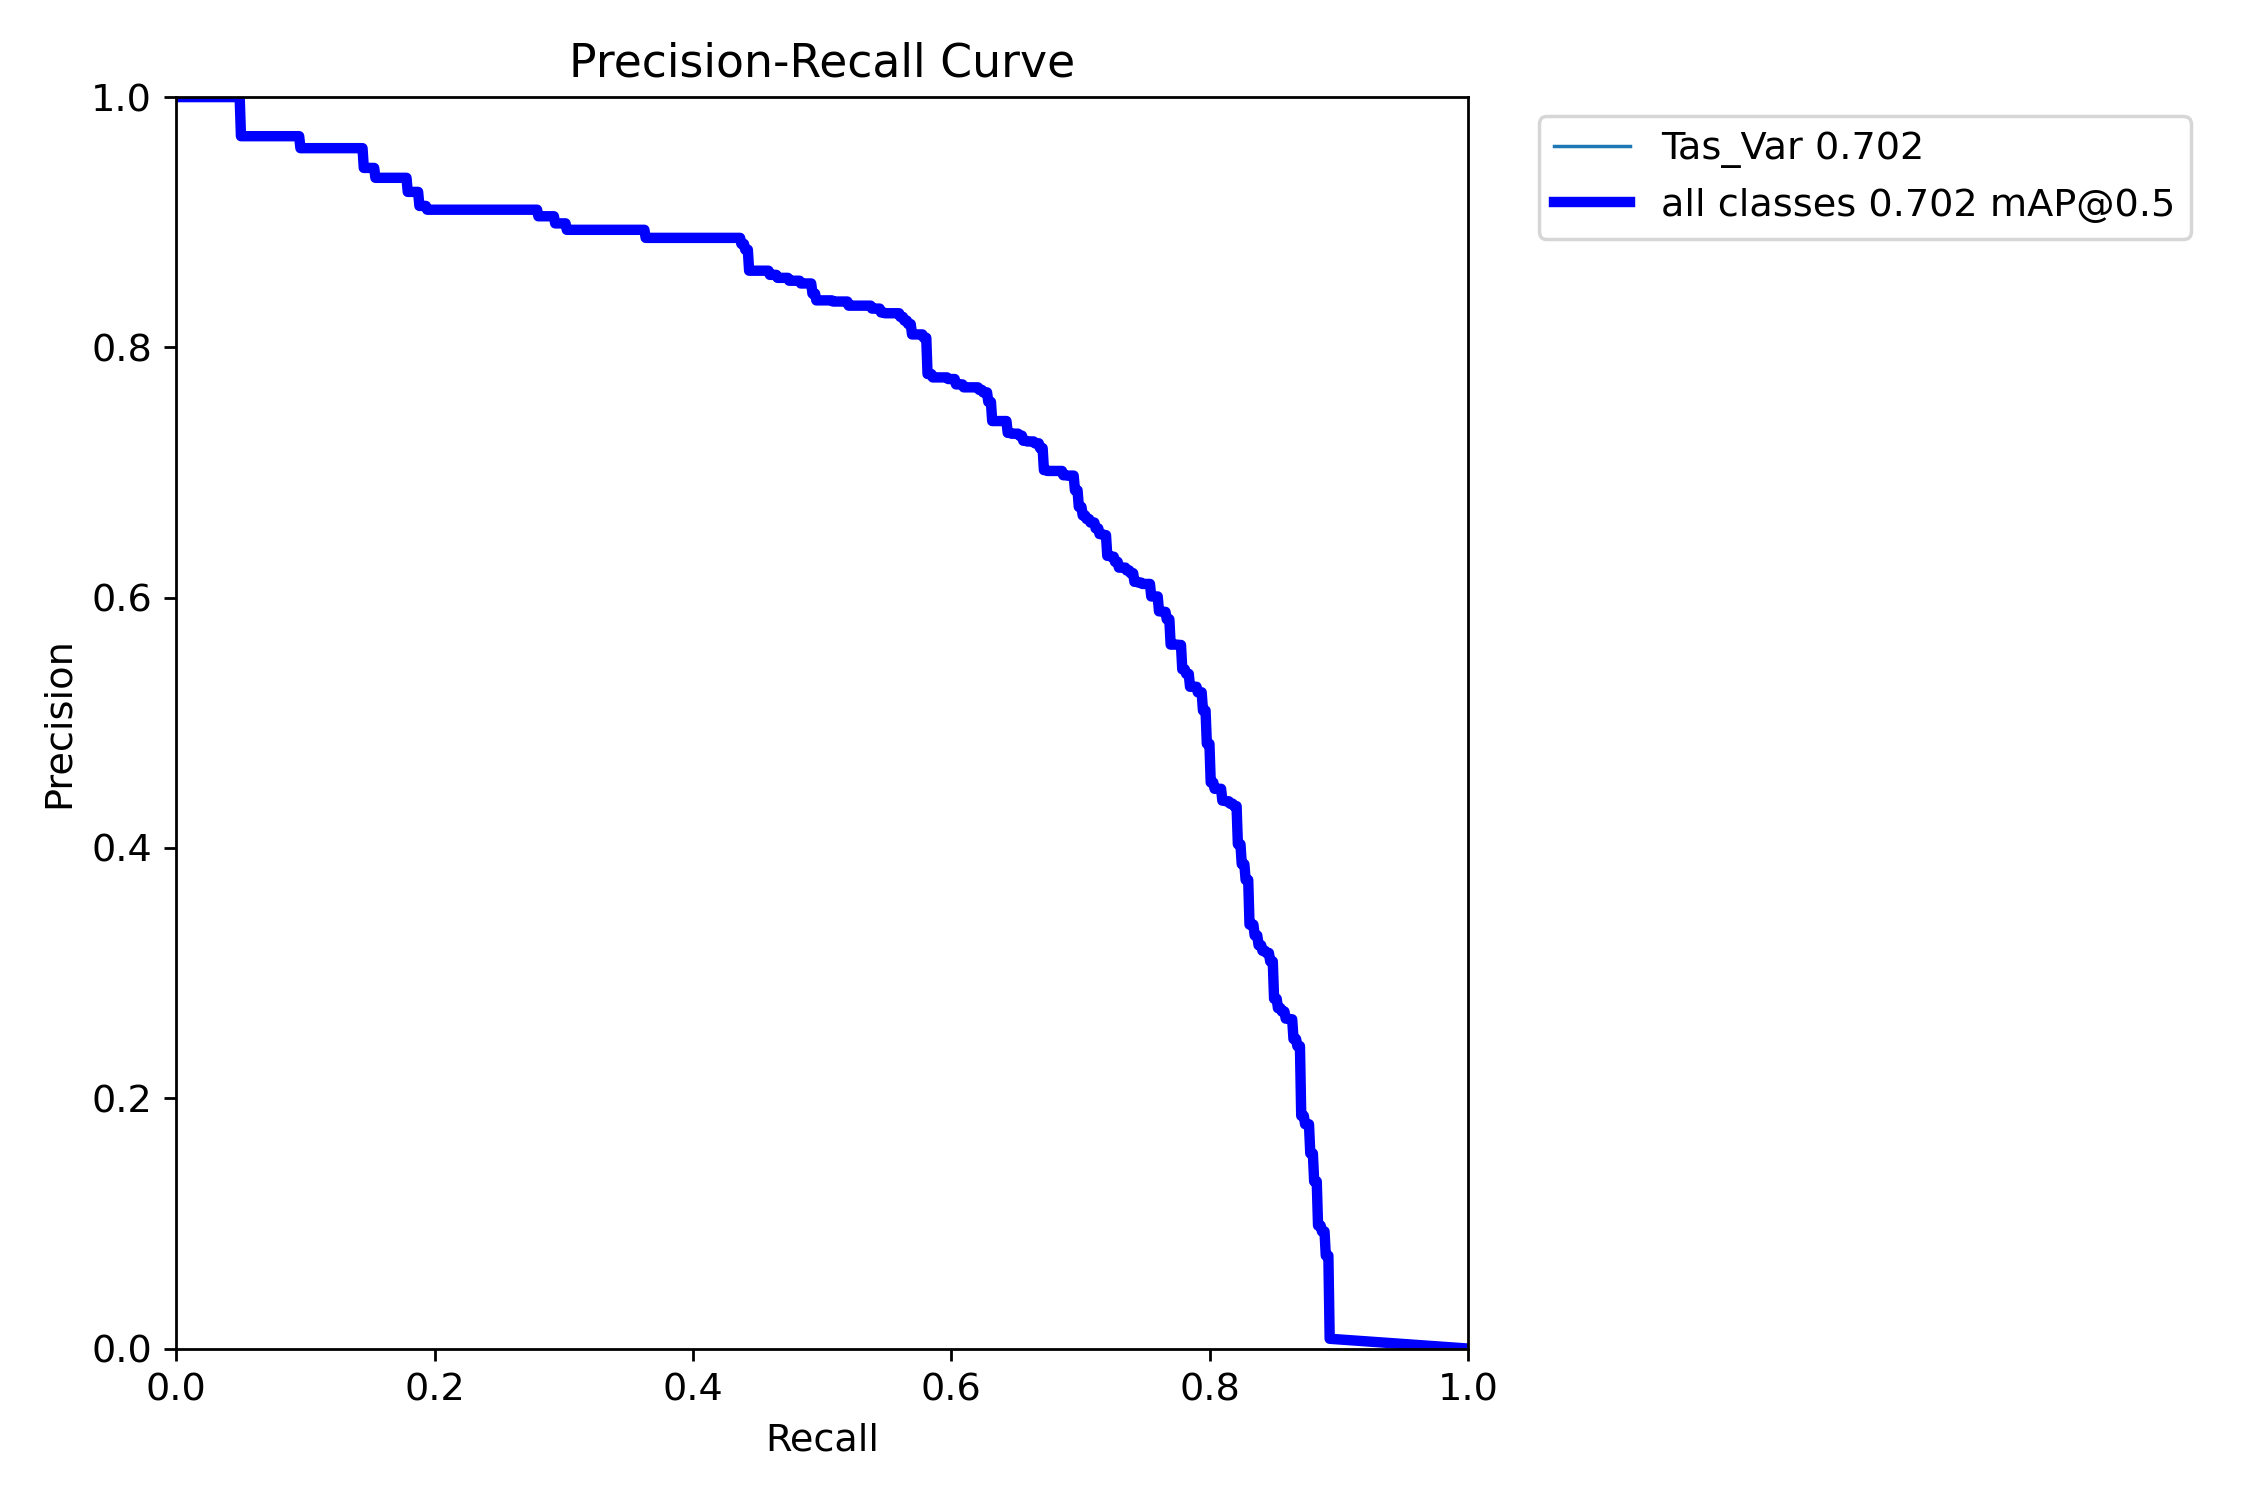 Precision-Recall Curve
1.0
0.8
0.6
0.4
0.2
0.0
Precision
0.0 0.2 0.4 0.6 0.8 1.0
Recall
Tas_Var 0.702
all classes 0.702 mAP@0.5